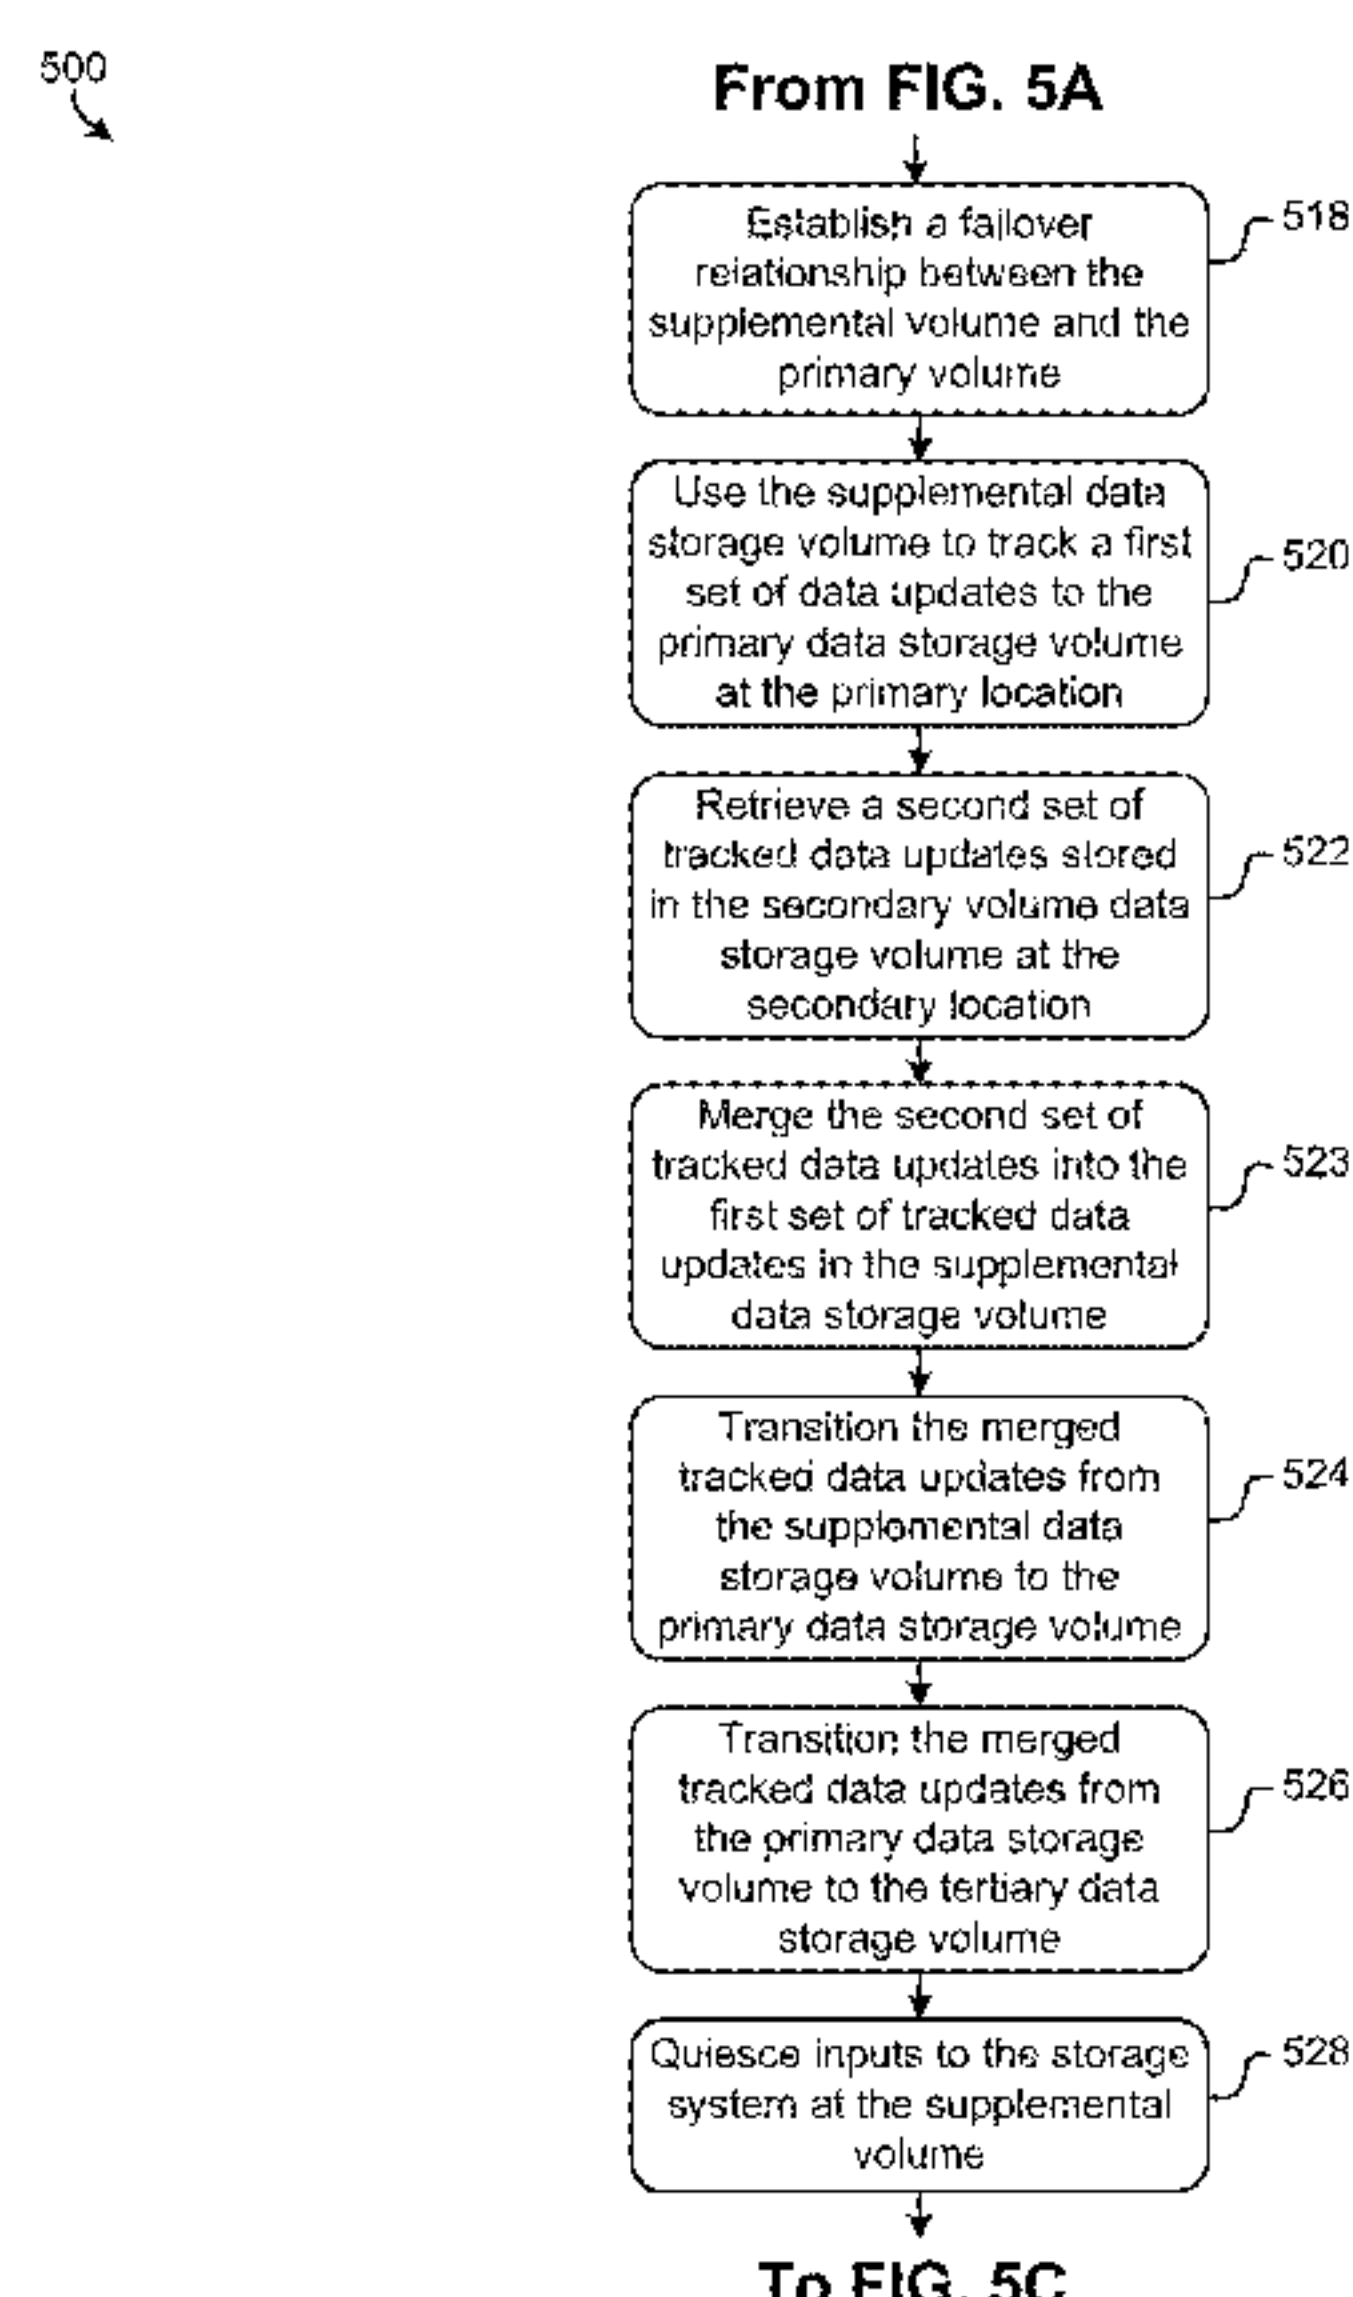 500
From FIG. 5A
Establish a failover
relationship between the
supplemental volume and the
primary volume
518
Use the supplemental data
storage volume to track a first
set of data updates to the
primary data storage volume
at the primary location
520
Retrieve a second set of
tracked data updates stored
in the secondary volume data
storage volume at the
secondary location
522
Merge the second set of
tracked data updates into the
first set of tracked data
updates in the supplemental
data storage volume
523
Transition the merged
tracked data updates from
the supplemental data
storage volume to the
primary data storage volume
524
Transition the merged
tracked data updates from
the primary data storage
volume to the tertiary data
storage volume
526
Quiesce inputs to the storage
system at the supplemental
volume
528
To FIG. 5C